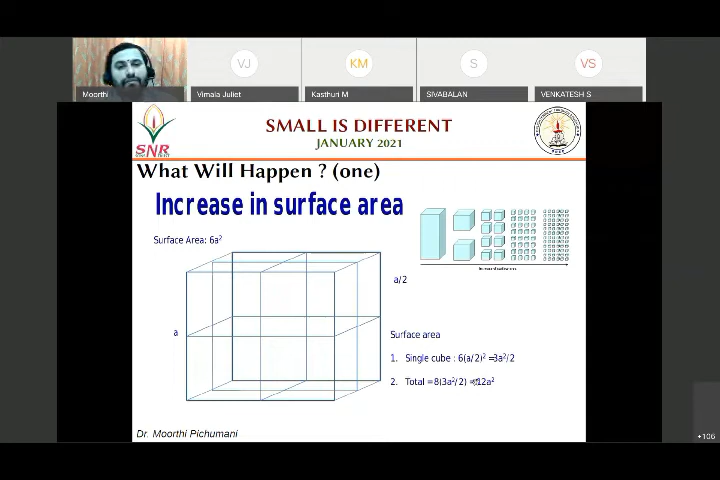 VJ
KM
S
VS
Moorthi
Vimala Juliet
Kasthuri M
SIVABALAN
VENKATESH S
SNR
SMALL IS DIFFERENT
JANUARY 2021
What Will Happen ? (one)
Increase in surface area
Surface Area: 6a²
a/2
a
Surface area
1. Single cube : 6(a/2)² =3a²/2
2. Total = 8(3a²/2) = 12a²
Dr. Moorthi Pichumani
+106